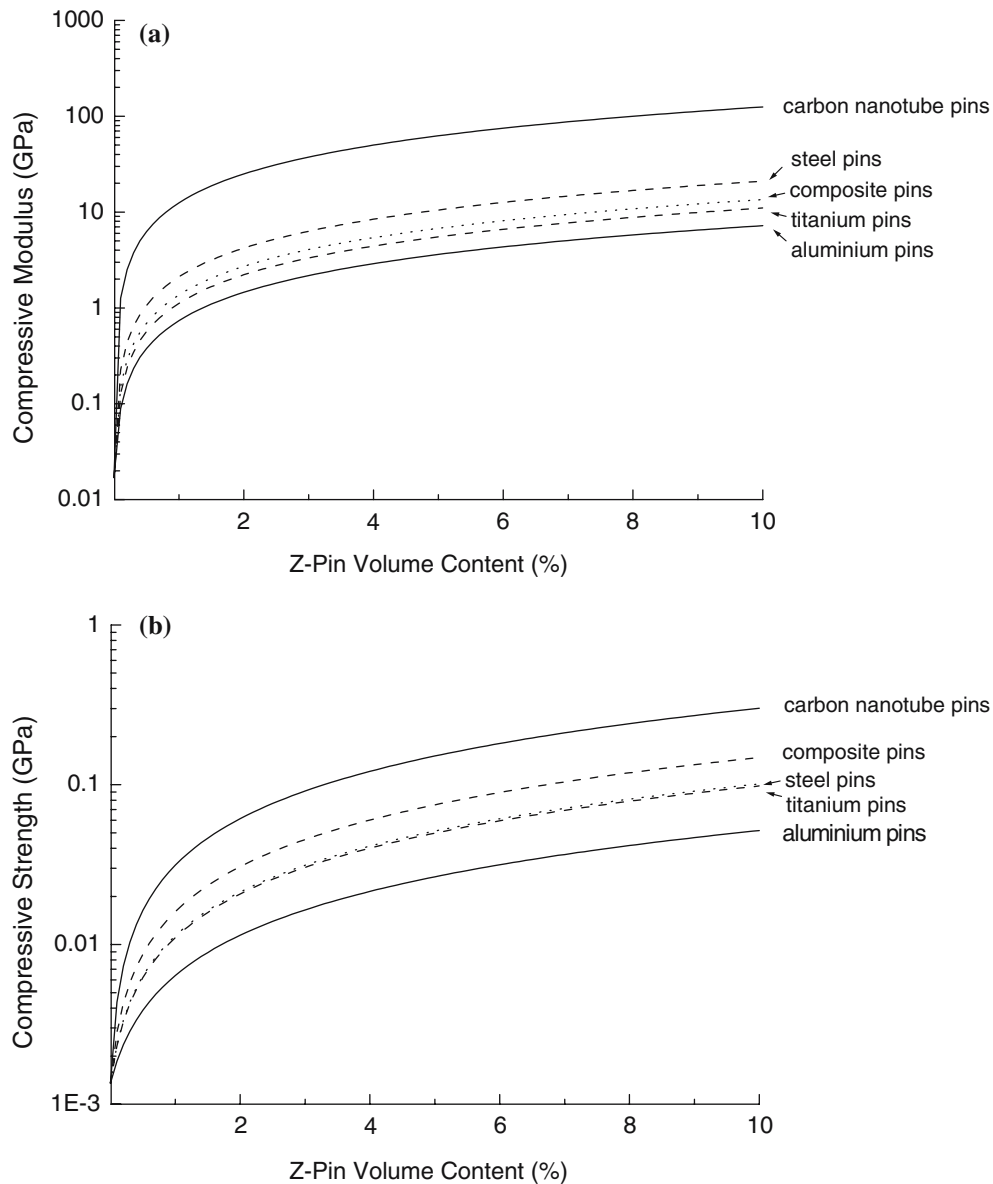 (a)
1000
100
10
1
0.1
0.01
Compressive Modulus (GPa)
carbon nanotube pins
steel pins
composite pins
titanium pins
aluminium pins
2 4 6 8 10
Z-Pin Volume Content (%)
(b)
1
0.1
0.01
1E-3
Compressive Strength (GPa)
carbon nanotube pins
composite pins
steel pins
titanium pins
aluminium pins
2 4 6 8 10
Z-Pin Volume Content (%)